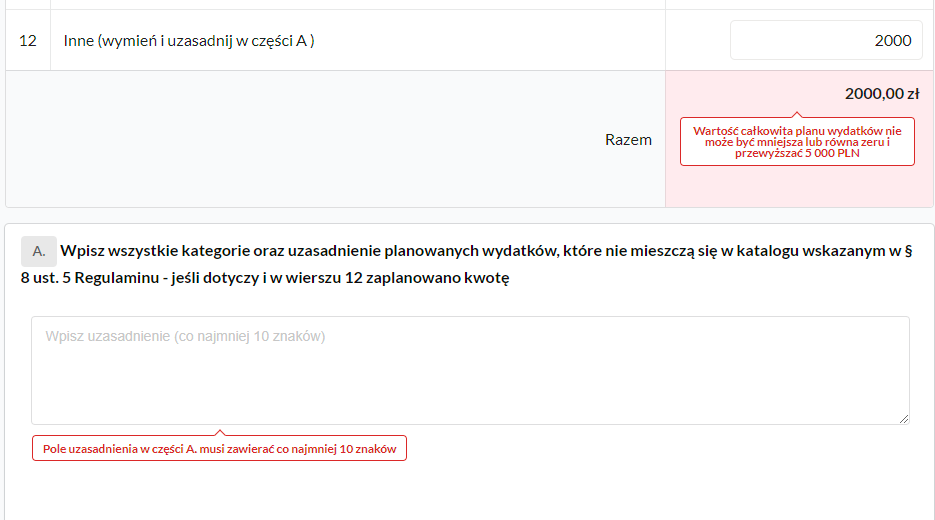 12 Inne (wymień i uzasadnij w części A ) 2000
2000,00 zł
Wartość całkowita planu wydatków nie
może być mniejsza lub równa zeru i
przewyższać 5 000 PLN
Razem
A. Wpisz wszystkie kategorie oraz uzasadnienie planowanych wydatków, które nie mieszczą się w katalogu wskazanym w §
8 ust. 5 Regulaminu - jeśli dotyczy i w wierszu 12 zaplanowano kwotę
Wpisz uzasadnienie (co najmniej 10 znaków)
Pole uzasadnienia w części A. musi zawierać co najmniej 10 znaków